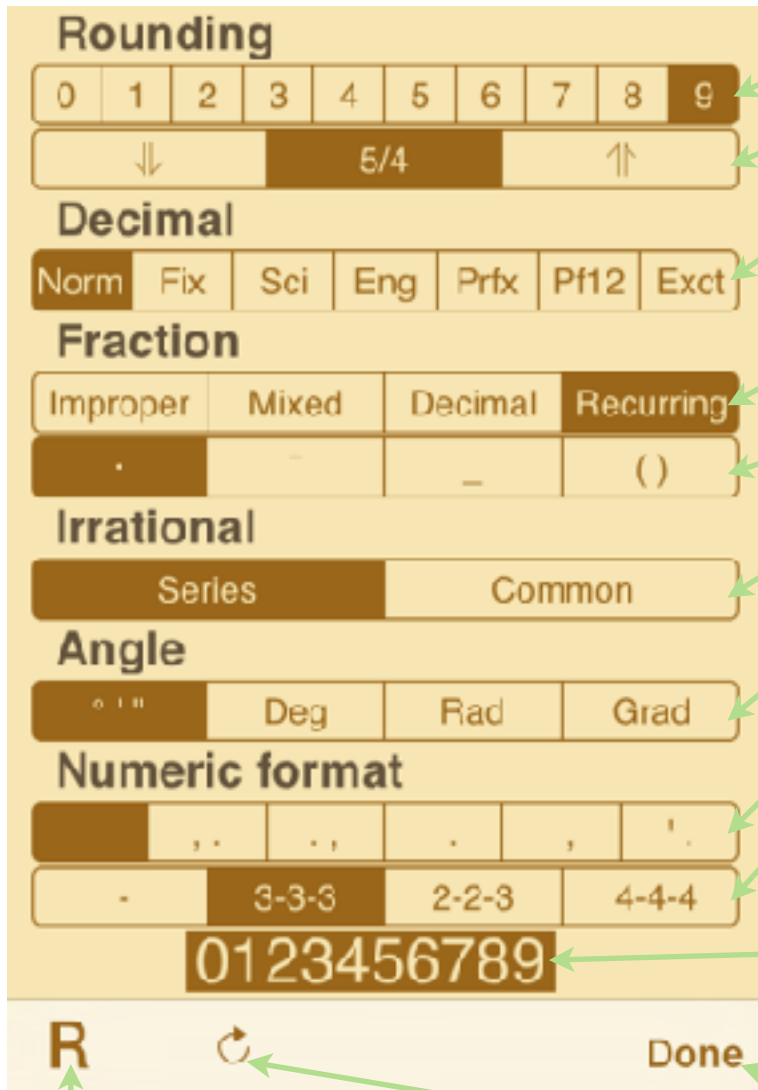 Rounding
0 1 2 3 4 5 6 7 8 9
⥥ 5/4 ⥣
Decimal
Norm Fix Sci Eng Prfx Pf12 Exct
Fraction
Improper Mixed Decimal Recurring
· ¯ _ ( )
Irrational
Series Common
Angle
° ' " Deg Rad Grad
Numeric format
, . . , . , ' .
- 3-3-3 2-2-3 4-4-4
0123456789
R Done